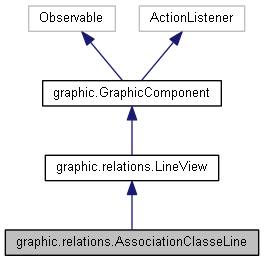 Observable
ActionListener
graphic.GraphicComponent
graphic.relations.LineView
graphic.relations.AssociationClasseLine